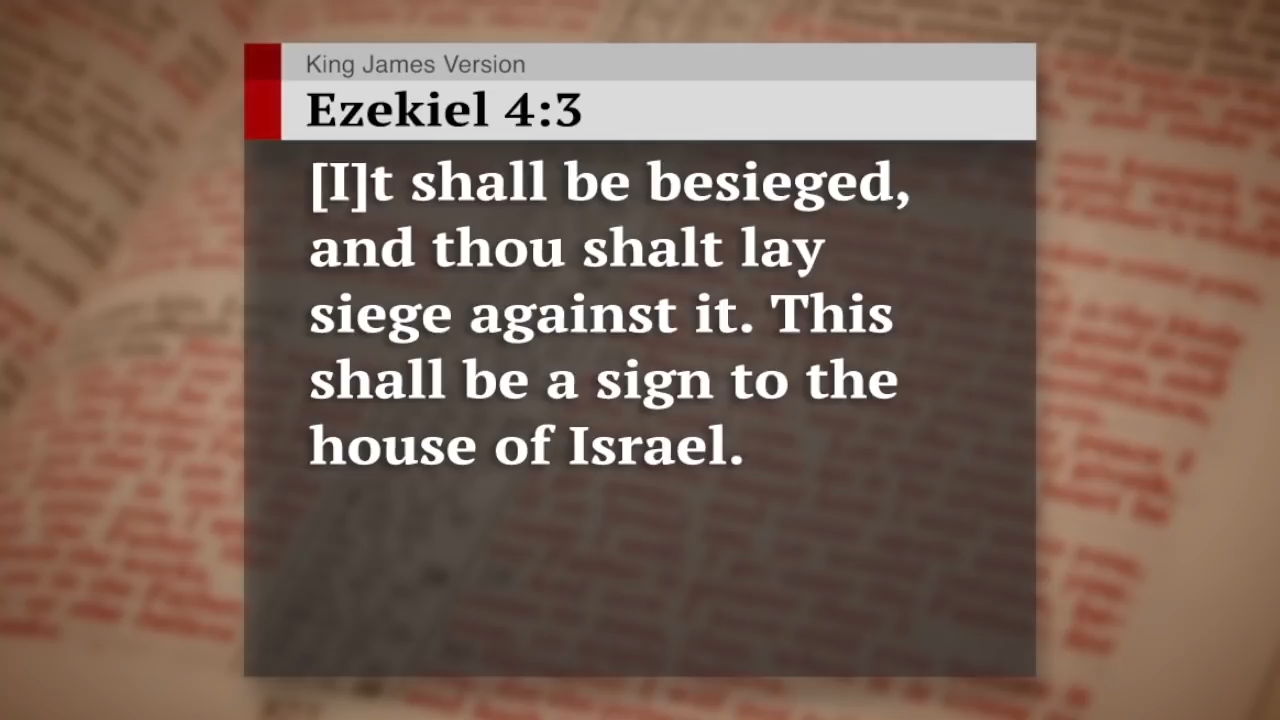 King James Version
Ezekiel 4:3
[I]t shall be besieged,
and thou shalt lay
siege against it. This
shall be a sign to the
house of Israel.